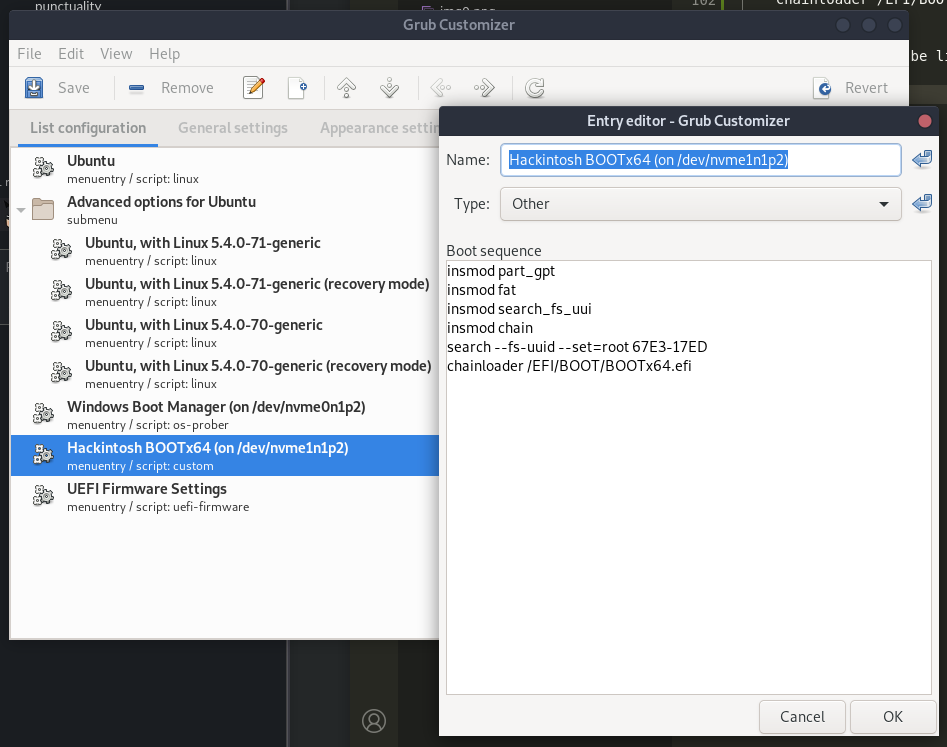 punctuality
img0.png
102
chainloader /EFI/BOO
Grub Customizer
File Edit View Help
be li
Save Remove Revert
Entry editor - Grub Customizer
List configuration General settings Appearance settin
Name: Hackintosh BOOTx64 (on /dev/nvme1n1p2)
Type: Other
Ubuntu
menuentry / script: linux
Advanced options for Ubuntu
submenu
Ubuntu, with Linux 5.4.0-71-generic
menuentry / script: linux
Ubuntu, with Linux 5.4.0-71-generic (recovery mode)
menuentry / script: linux
Ubuntu, with Linux 5.4.0-70-generic
menuentry / script: linux
Ubuntu, with Linux 5.4.0-70-generic (recovery mode)
menuentry / script: linux
Windows Boot Manager (on /dev/nvme0n1p2)
menuentry / script: os-prober
Hackintosh BOOTx64 (on /dev/nvme1n1p2)
menuentry / script: custom
UEFI Firmware Settings
menuentry / script: uefi-firmware
Boot sequence
insmod part_gpt
insmod fat
insmod search_fs_uui
insmod chain
search --fs-uuid --set=root 67E3-17ED
chainloader /EFI/BOOT/BOOTx64.efi
Cancel OK